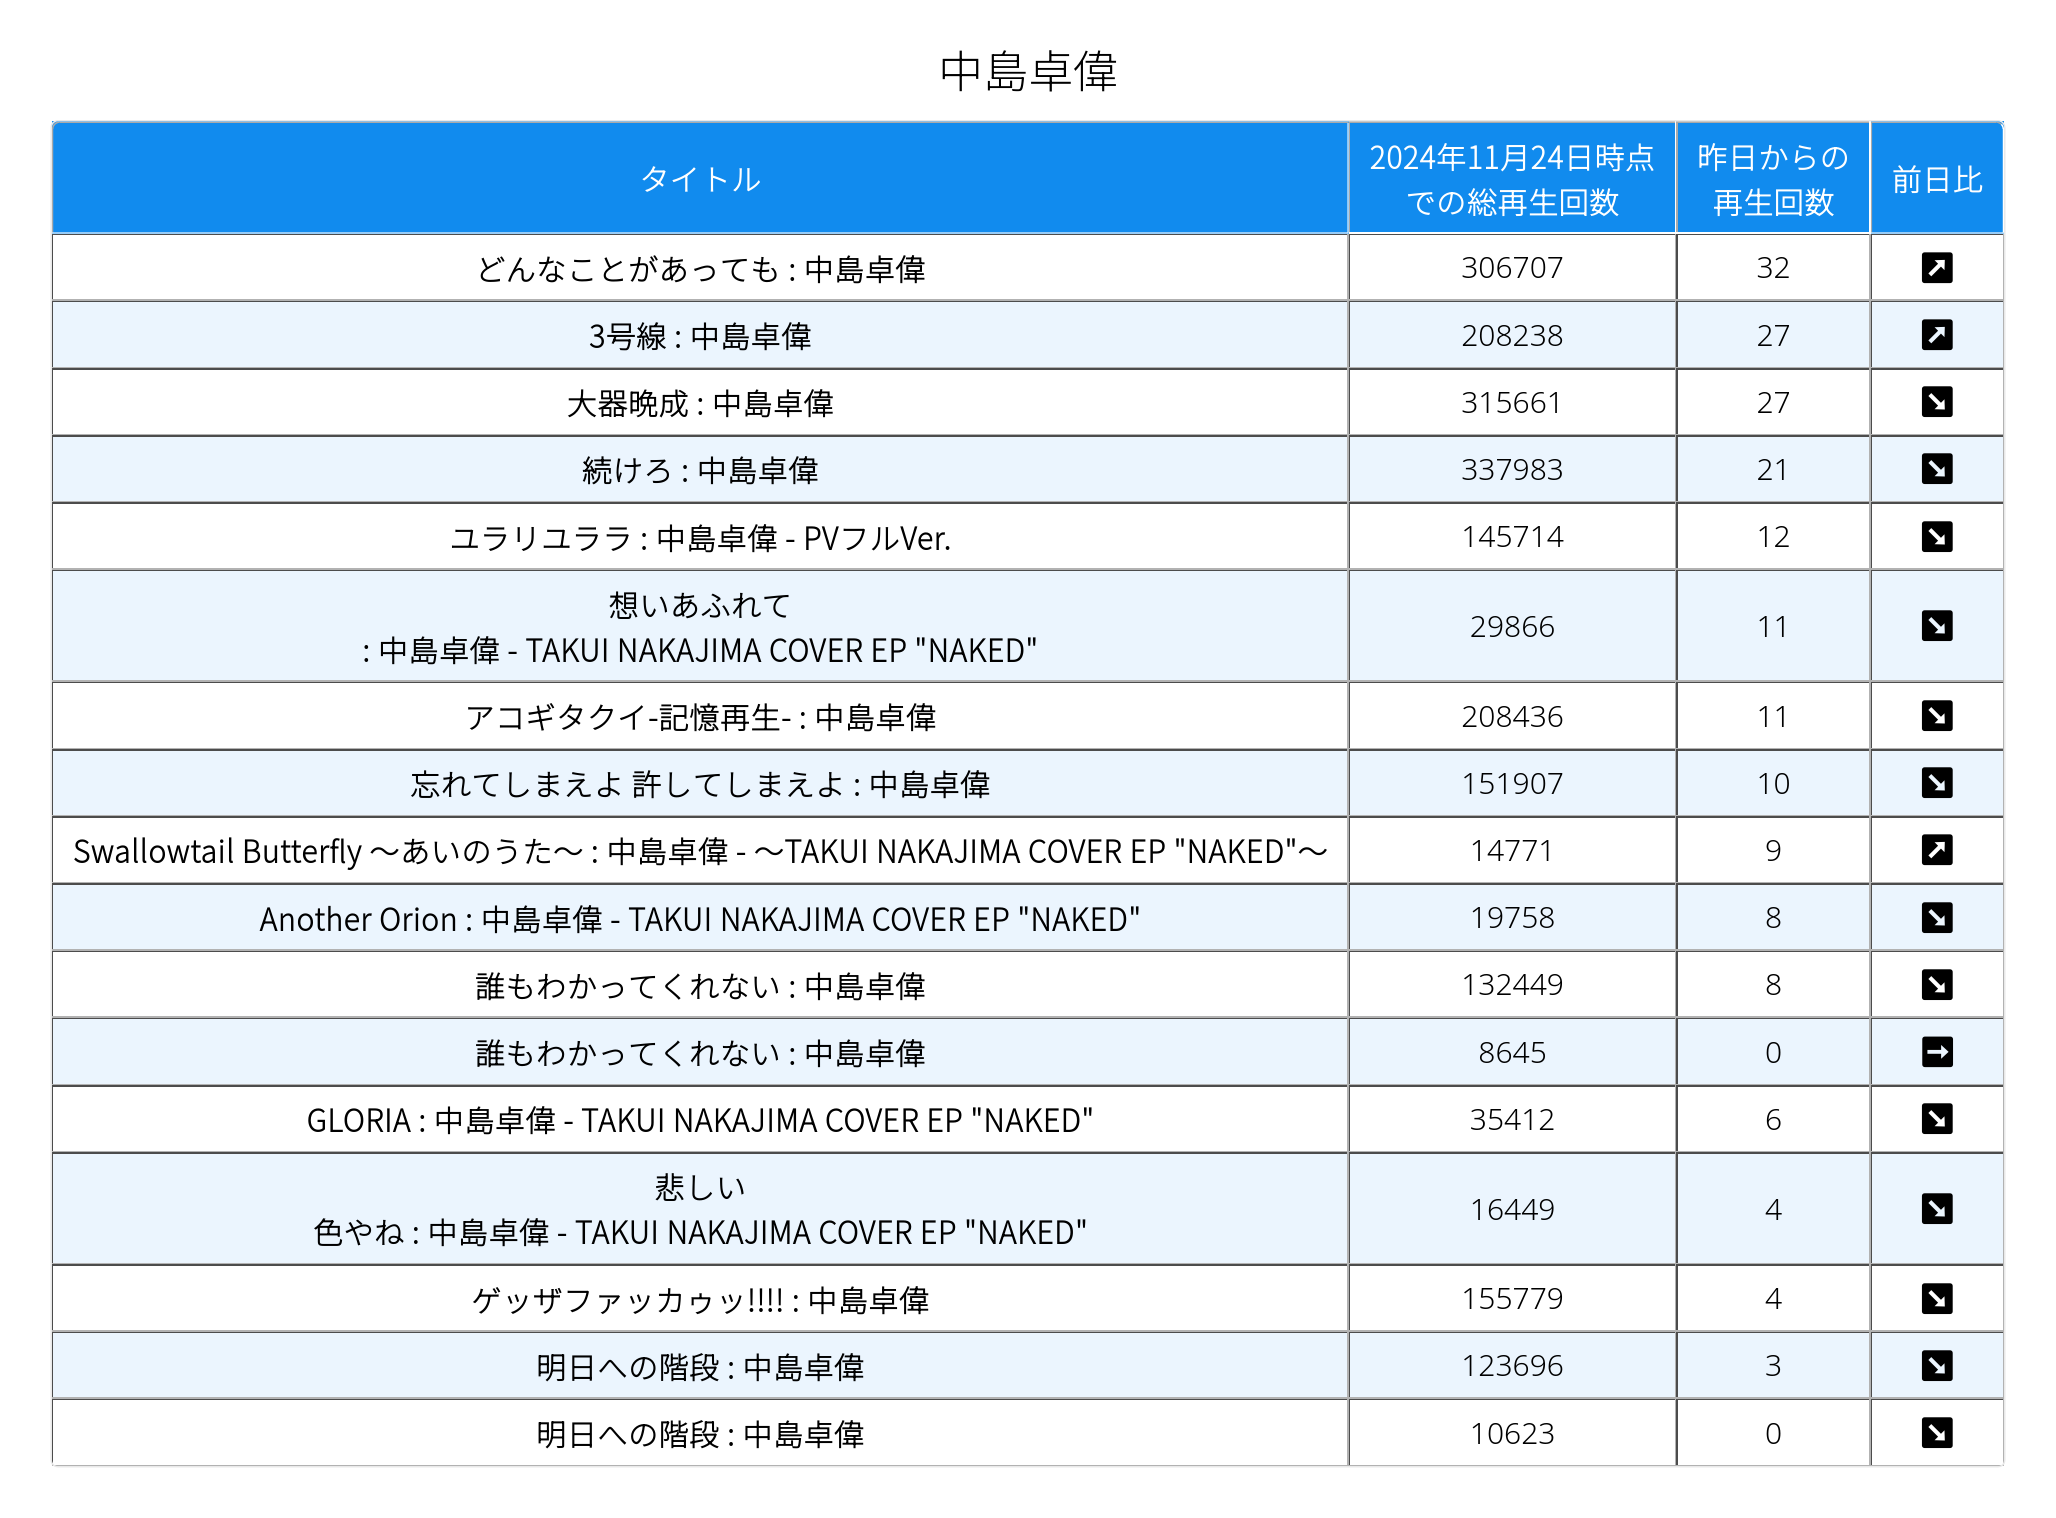 中島卓偉
タイトル
2024年11月24日時点
での総再生回数
昨日からの
再生回数
前日比
どんなことがあっても : 中島卓偉 306707 32 ↗
3号線 : 中島卓偉 208238 27 ↗
大器晩成 : 中島卓偉 315661 27 ↘
続けろ : 中島卓偉 337983 21 ↘
ユラリユララ : 中島卓偉 - PVフルVer. 145714 12 ↘
想いあふれて
: 中島卓偉 - TAKUI NAKAJIMA COVER EP "NAKED" 29866 11 ↘
アコギタクイ-記憶再生- : 中島卓偉 208436 11 ↘
忘れてしまえよ 許してしまえよ : 中島卓偉 151907 10 ↘
Swallowtail Butterfly 〜あいのうた〜 : 中島卓偉 - 〜TAKUI NAKAJIMA COVER EP "NAKED"〜 14771 9 ↗
Another Orion : 中島卓偉 - TAKUI NAKAJIMA COVER EP "NAKED" 19758 8 ↘
誰もわかってくれない : 中島卓偉 132449 8 ↘
誰もわかってくれない : 中島卓偉 8645 0 →
GLORIA : 中島卓偉 - TAKUI NAKAJIMA COVER EP "NAKED" 35412 6 ↘
悲しい
色やね : 中島卓偉 - TAKUI NAKAJIMA COVER EP "NAKED" 16449 4 ↘
ゲッザファッカゥッ!!!! : 中島卓偉 155779 4 ↘
明日への階段 : 中島卓偉 123696 3 ↘
明日への階段 : 中島卓偉 10623 0 ↘